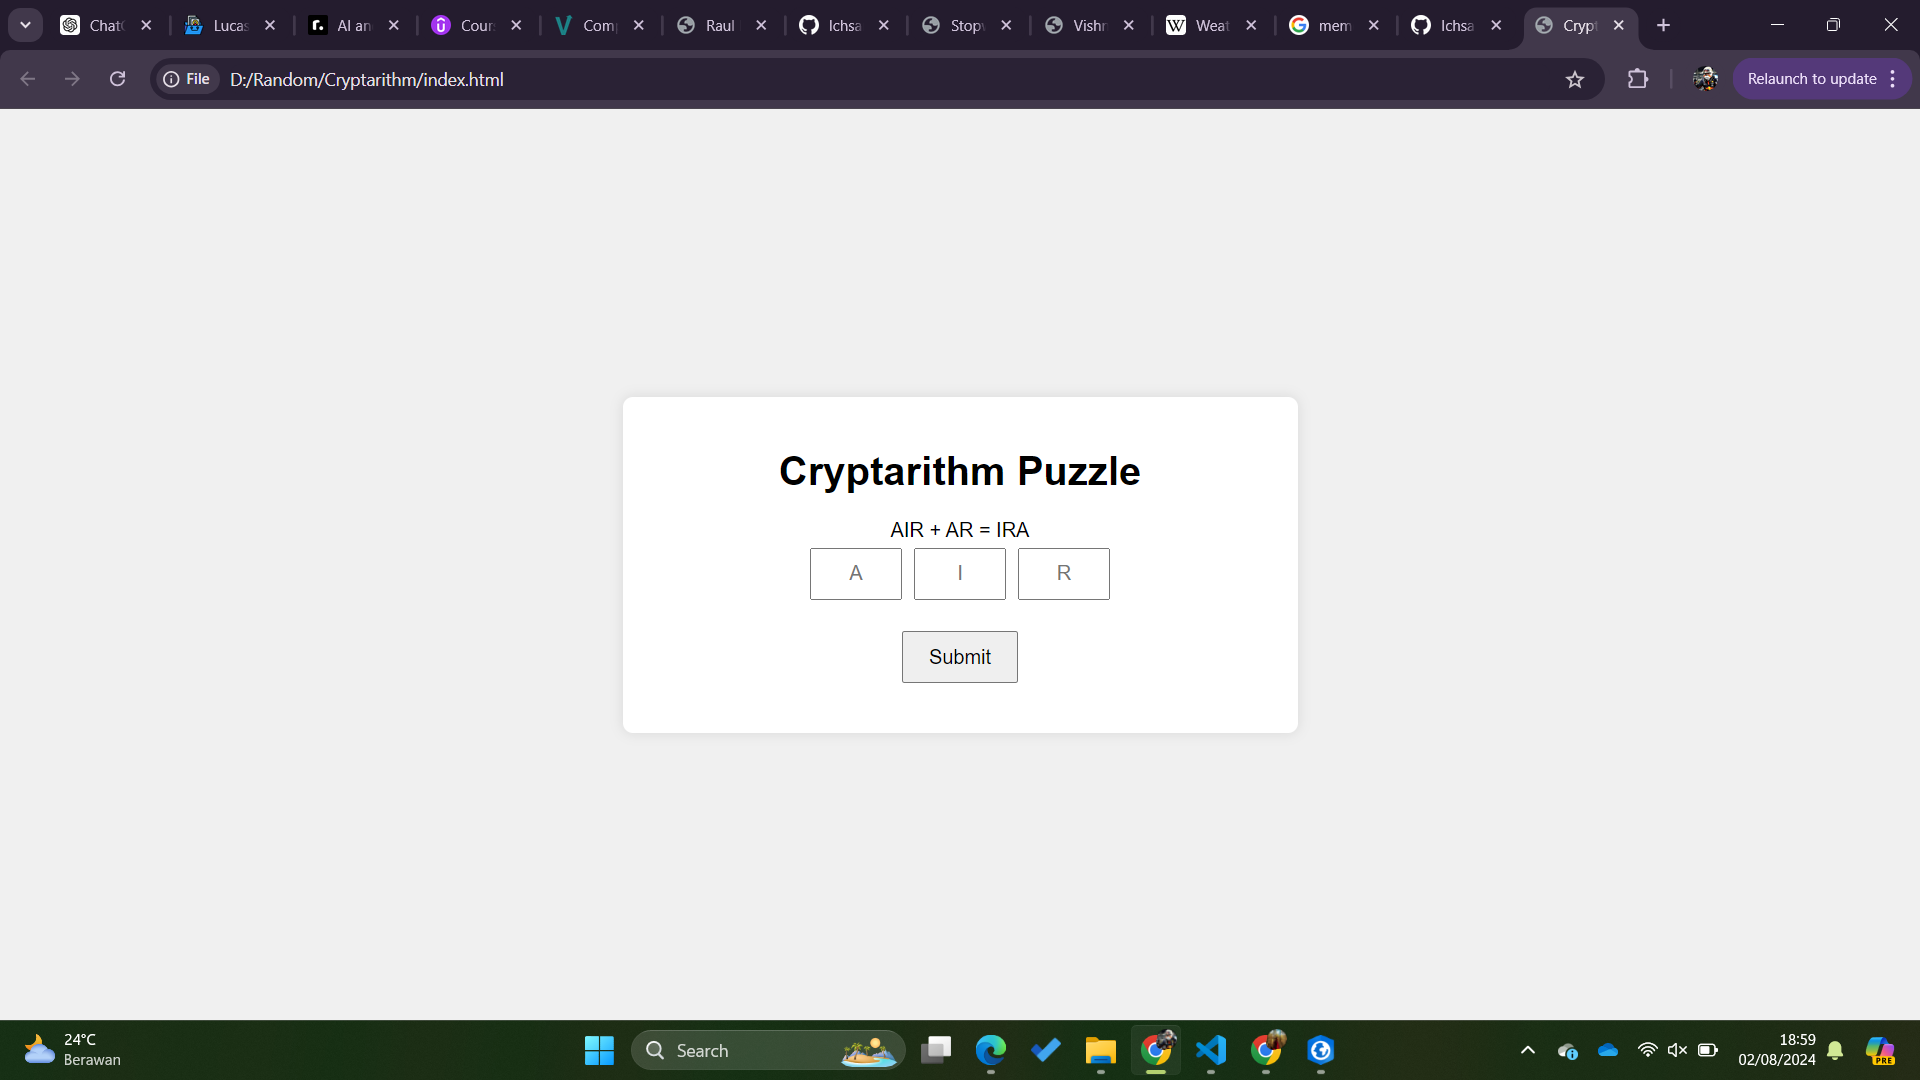 Chat
Lucas
AI an
Cour
Com
Raul
Ichsa
Stop
Vishn
W
Weat
mem
Ichsa
Crypt
File
D:/Random/Cryptarithm/index.html
Relaunch to update
Cryptarithm Puzzle
AIR + AR = IRA
A
I
R
Submit
24°C
Berawan
Search
18:59
02/08/2024
PRE